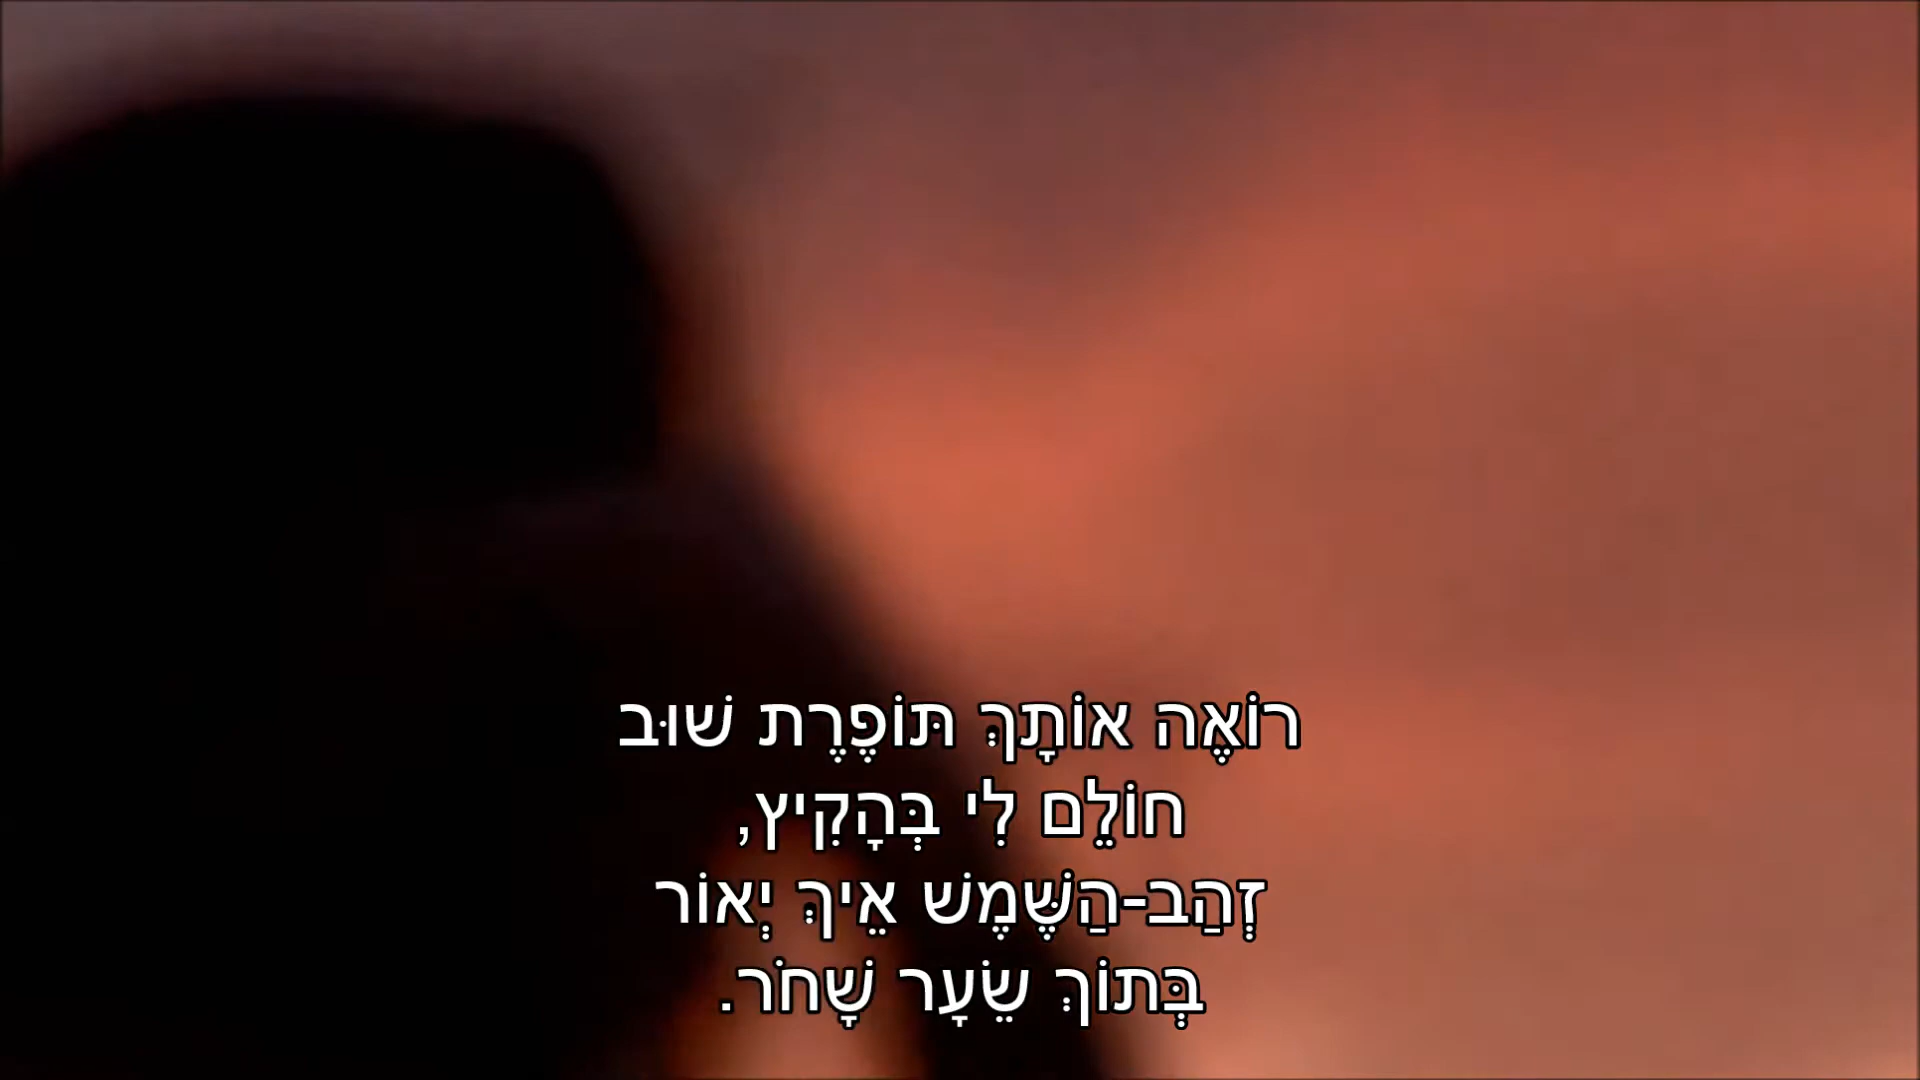 רוֹאֶה אוֹתָךְ תּוֹפֶרֶת שׁוּב
חוֹלֵם לִי בְּהָקִיץ,
זְהַב-הַשֶּׁמֶשׁ אֵיךְ יְאוֹר
בְּתוֹךְ שֵׂעָר שָׁחֹר.